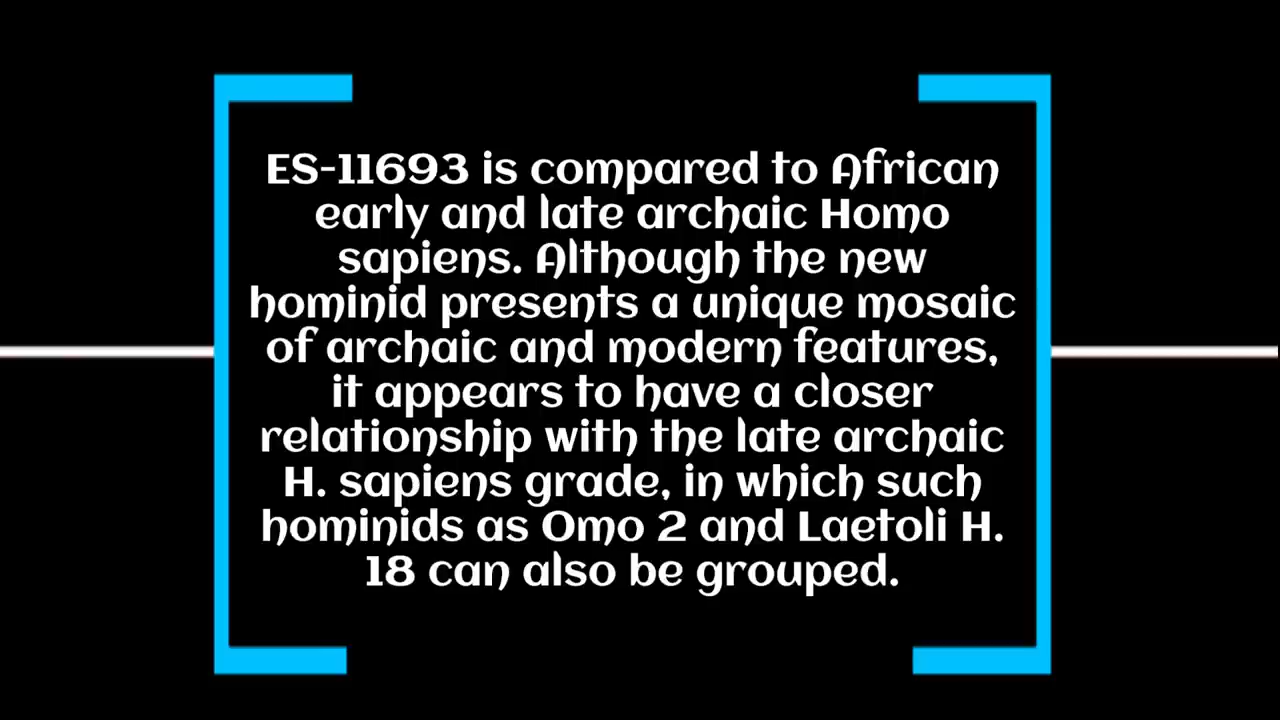 ES-11693 is compared to African
early and late archaic Homo
sapiens. Although the new
hominid presents a unique mosaic
of archaic and modern features,
it appears to have a closer
relationship with the late archaic
H. sapiens grade, in which such
hominids as Omo 2 and Laetoli H.
18 can also be grouped.